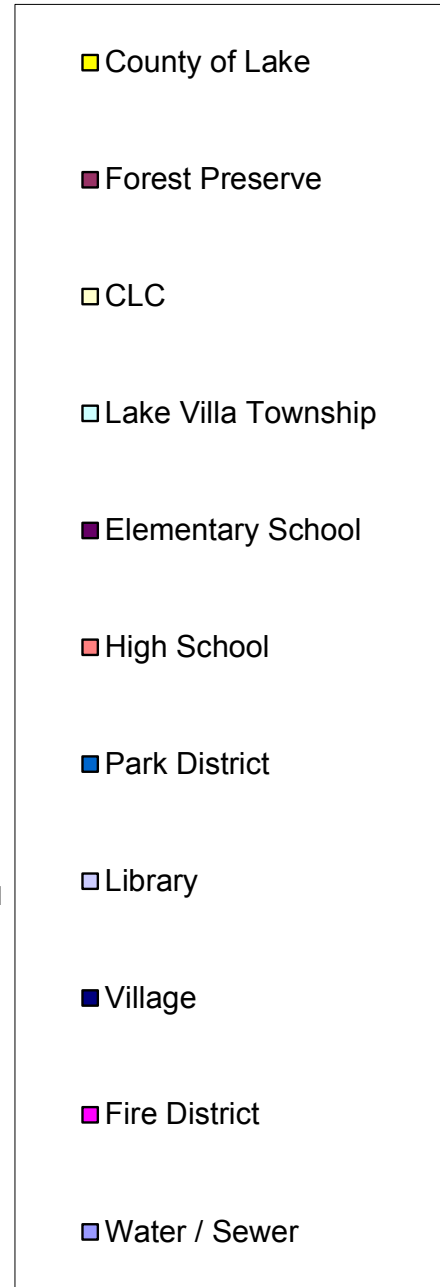 County of Lake
Forest Preserve
CLC
Lake Villa Township
Elementary School
High School
Park District
Library
Village
Fire District
Water / Sewer